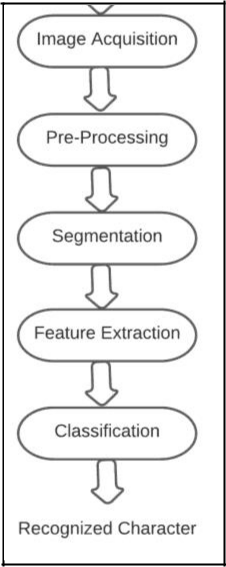 Image Acquisition
Pre-Processing
Segmentation
Feature Extraction
Classification
Recognized Character